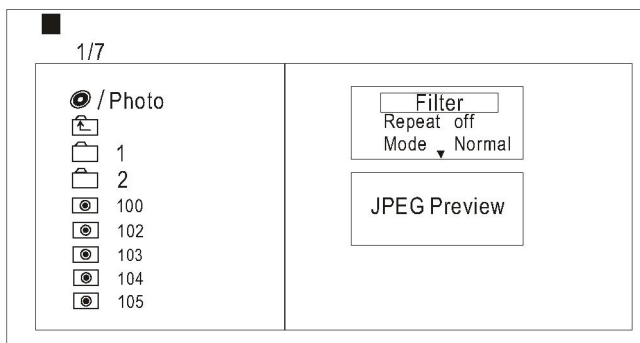 1/7
/ Photo
1
2
100
102
103
104
105
Filter
Repeat off
Mode Normal
JPEG Preview